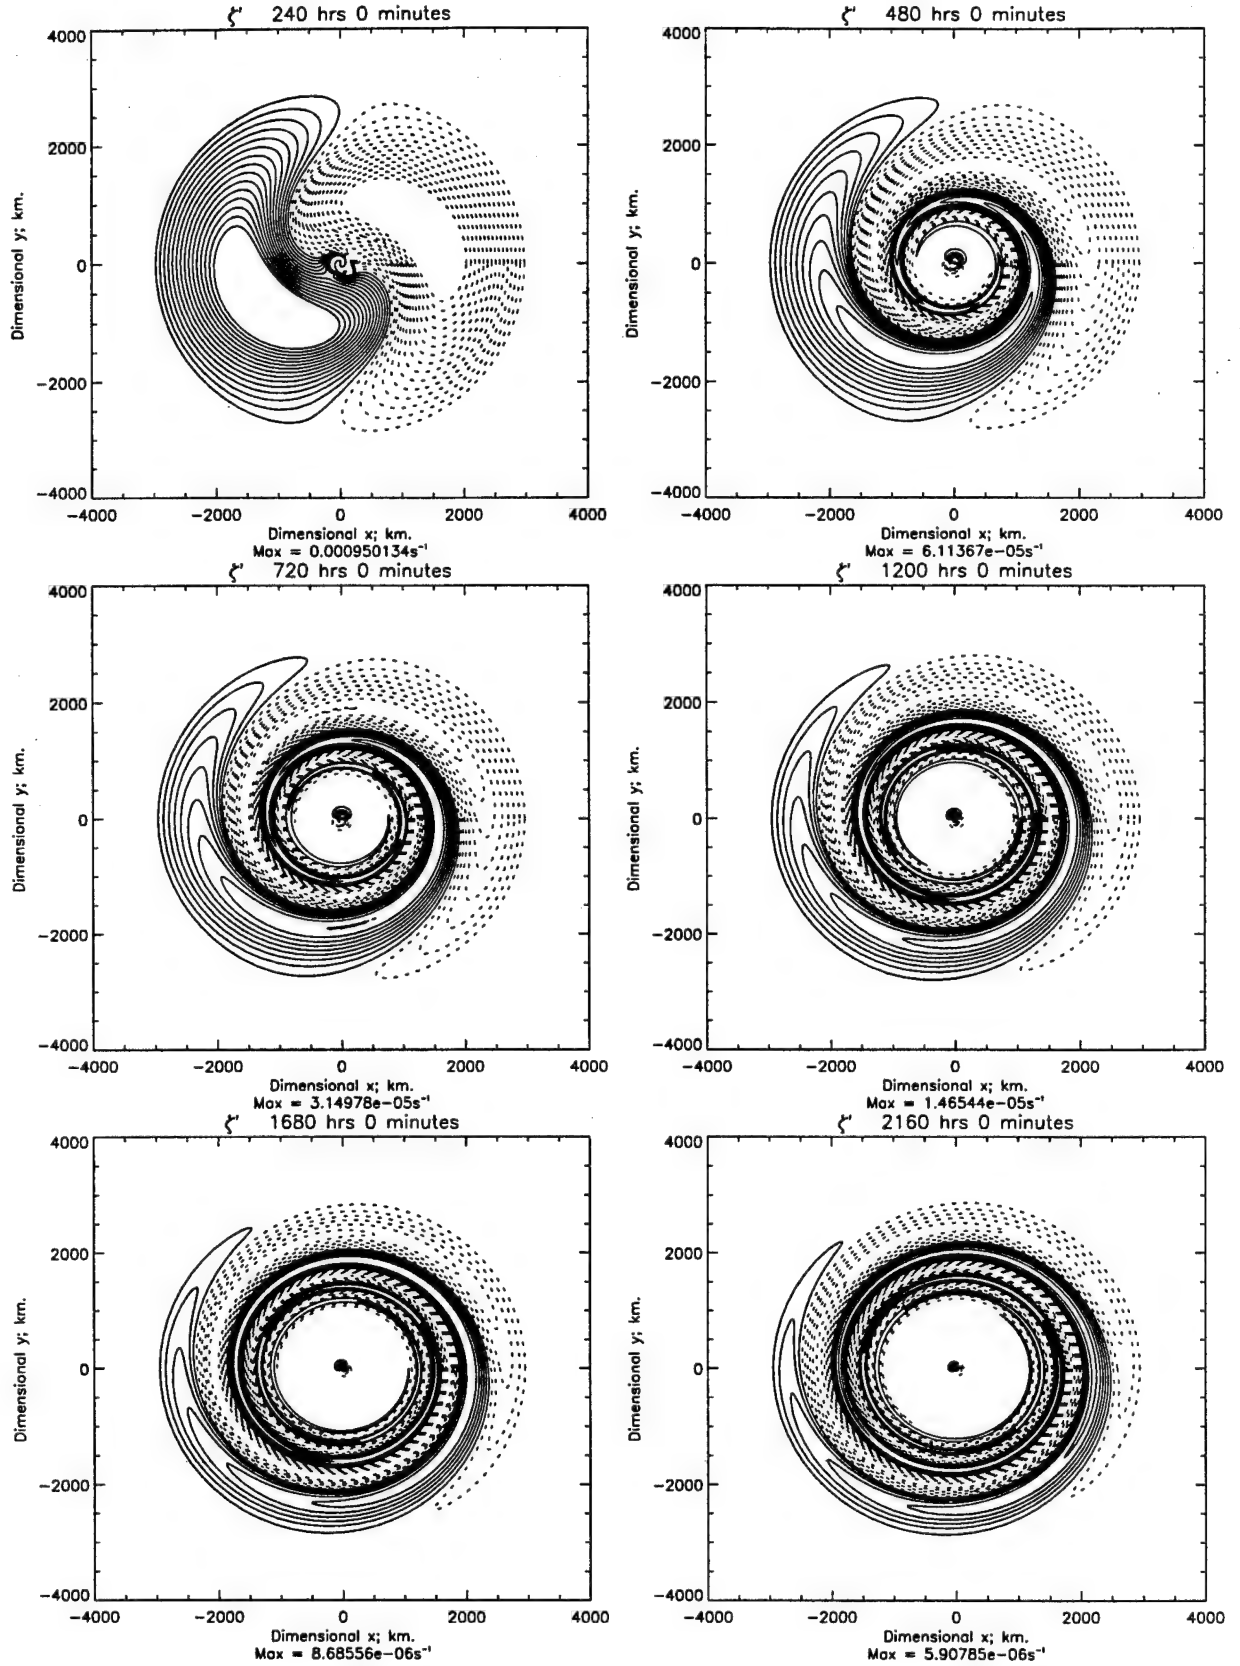 ζ' 240 hrs 0 minutes
4000
2000
0
−2000
−4000
Dimensional y; km.
−4000 −2000 0 2000 4000
Dimensional x; km.
Max = 0.000950134s⁻¹
ζ' 480 hrs 0 minutes
4000
2000
0
−2000
−4000
Dimensional y; km.
−4000 −2000 0 2000 4000
Dimensional x; km.
Max = 6.11367e−05s⁻¹
ζ' 720 hrs 0 minutes
4000
2000
0
−2000
−4000
Dimensional y; km.
−4000 −2000 0 2000 4000
Dimensional x; km.
Max = 3.14978e−05s⁻¹
ζ' 1200 hrs 0 minutes
4000
2000
0
−2000
−4000
Dimensional y; km.
−4000 −2000 0 2000 4000
Dimensional x; km.
Max = 1.46544e−05s⁻¹
ζ' 1680 hrs 0 minutes
4000
2000
0
−2000
−4000
Dimensional y; km.
−4000 −2000 0 2000 4000
Dimensional x; km.
Max = 8.68556e−06s⁻¹
ζ' 2160 hrs 0 minutes
4000
2000
0
−2000
−4000
Dimensional y; km.
−4000 −2000 0 2000 4000
Dimensional x; km.
Max = 5.90785e−06s⁻¹